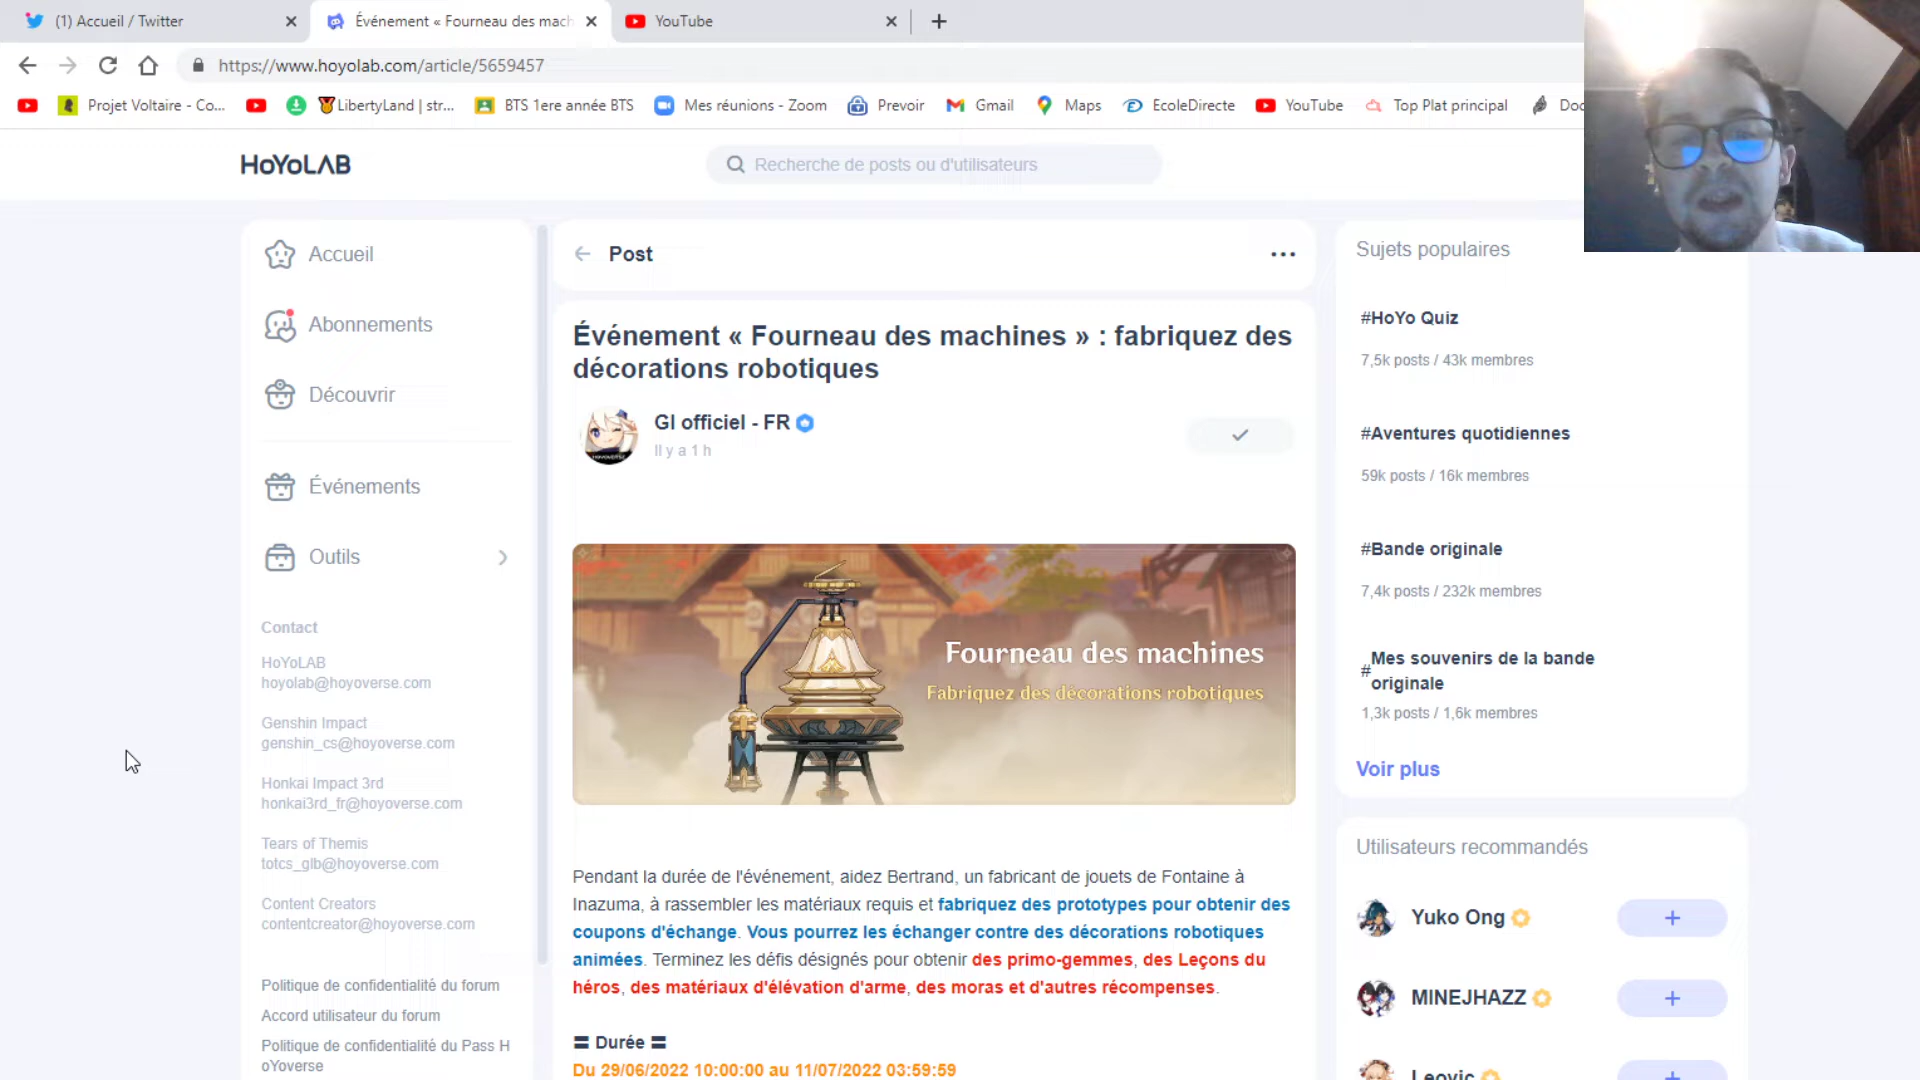 (1) Accueil / Twitter
Événement « Fourneau des mach
YouTube
https://www.hoyolab.com/article/5659457
Projet Voltaire - Co...
LibertyLand | str...
BTS 1ere année BTS
Mes réunions - Zoom
Prevoir
Gmail
Maps
EcoleDirecte
YouTube
Top Plat principal
Doc
HoYoLAB
Recherche de posts ou d'utilisateurs
Accueil
Abonnements
Découvrir
Événements
Outils
Contact
HoYoLAB
hoyolab@hoyoverse.com
Genshin Impact
genshin_cs@hoyoverse.com
Honkai Impact 3rd
honkai3rd_fr@hoyoverse.com
Tears of Themis
totcs_glb@hoyoverse.com
Content Creators
contentcreator@hoyoverse.com
Politique de confidentialité du forum
Accord utilisateur du forum
Politique de confidentialité du Pass H
oYoverse
Post
Événement « Fourneau des machines » : fabriquez des
décorations robotiques
GI officiel - FR
Il y a 1 h
Fourneau des machines
Fabriquez des décorations robotiques
Pendant la durée de l'événement, aidez Bertrand, un fabricant de jouets de Fontaine à
Inazuma, à rassembler les matériaux requis et fabriquez des prototypes pour obtenir des
coupons d'échange. Vous pourrez les échanger contre des décorations robotiques
animées. Terminez les défis désignés pour obtenir des primo-gemmes, des Leçons du
héros, des matériaux d'élévation d'arme, des moras et d'autres récompenses.
〓 Durée 〓
Du 29/06/2022 10:00:00 au 11/07/2022 03:59:59
Sujets populaires
#HoYo Quiz
7,5k posts / 43k membres
#Aventures quotidiennes
59k posts / 16k membres
#Bande originale
7,4k posts / 232k membres
#Mes souvenirs de la bande
originale
1,3k posts / 1,6k membres
Voir plus
Utilisateurs recommandés
Yuko Ong
MINEJHAZZ
Leovic